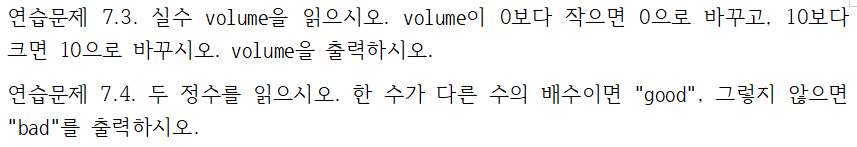 연습문제 7.3. 실수 volume을 읽으시오. volume이 0보다 작으면 0으로 바꾸고, 10보다
크면 10으로 바꾸시오. volume을 출력하시오.
연습문제 7.4. 두 정수를 읽으시오. 한 수가 다른 수의 배수이면 "good", 그렇지 않으면
"bad"를 출력하시오.